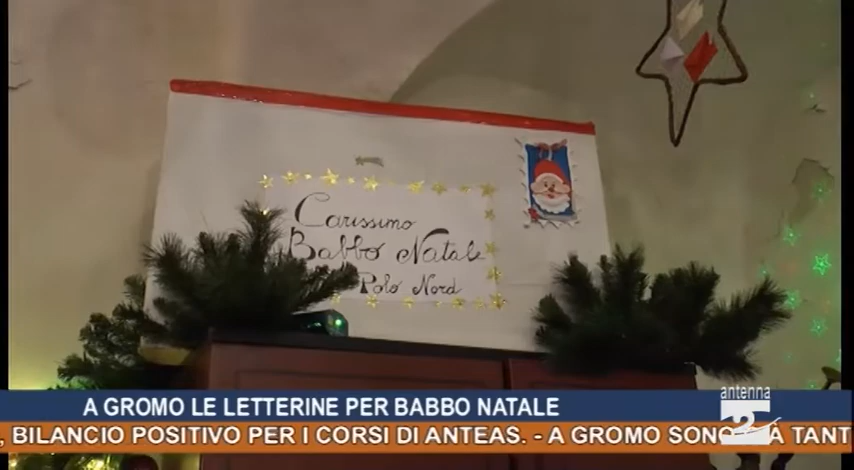 Carissimo
Babbo Natale
Polo Nord
A GROMO LE LETTERINE PER BABBO NATALE
antenna
2
, BILANCIO POSITIVO PER I CORSI DI ANTEAS. - A GROMO SONO